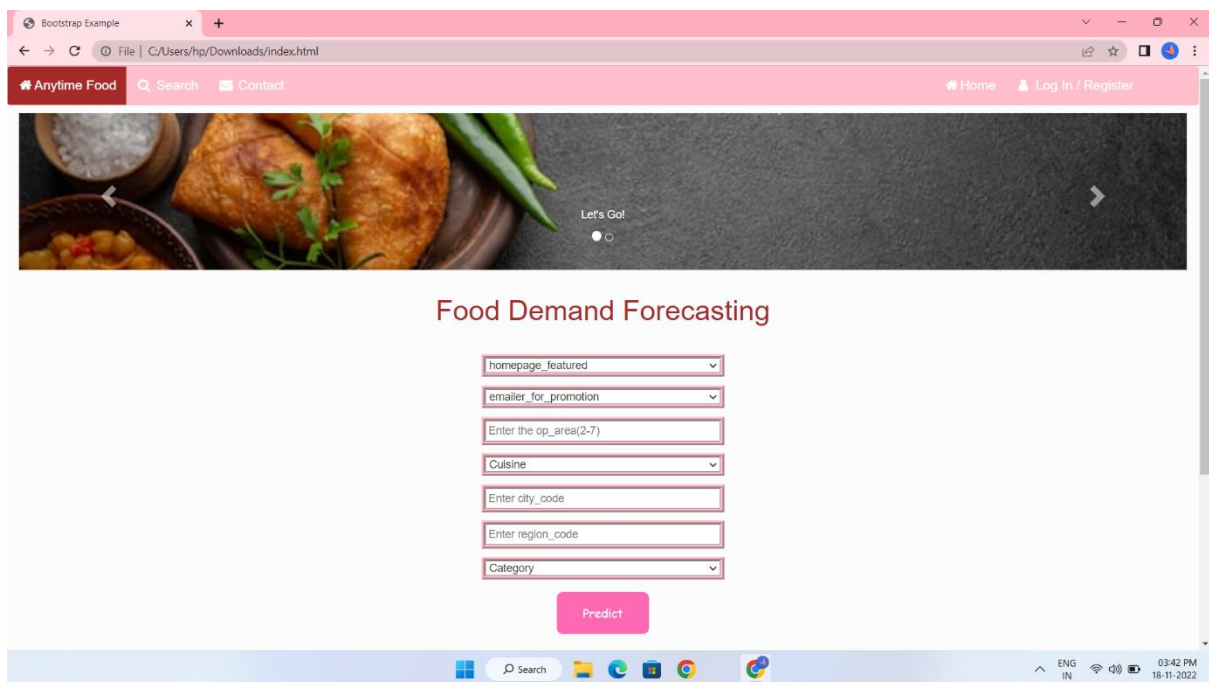 Bootstrap Example
File | C:/Users/hp/Downloads/index.html
Anytime Food Search Contact Home Log In / Register
Let's Go!
Food Demand Forecasting
homepage_featured
emailer_for_promotion
Enter the op_area(2-7)
Cuisine
Enter city_code
Enter region_code
Category
Predict
Search
ENG
IN
03:42 PM
18-11-2022